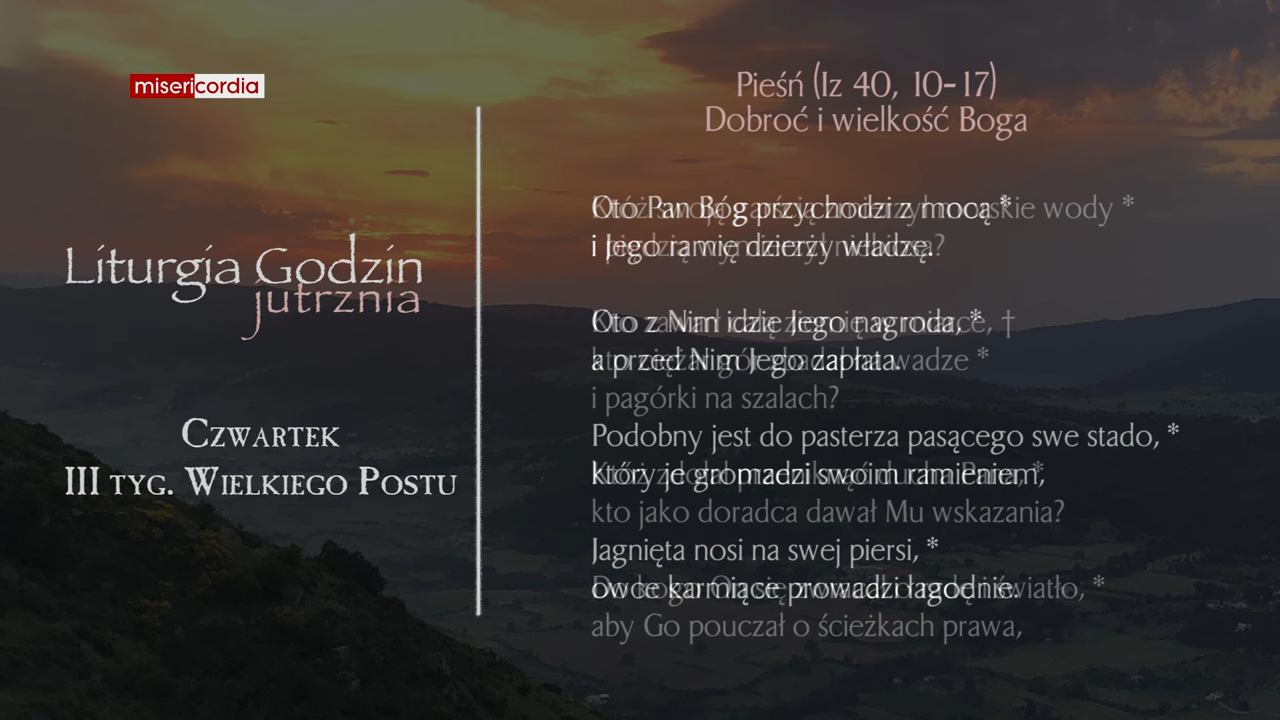 misericordia
Liturgia Godzin
jutrznia
Czwartek
III tyg. Wielkiego Postu
Pieśń (Iz 40, 10-17)
Dobroć i wielkość Boga
Oto Pan Bóg przychodzi z mocą *
i Jego ramię dzierży władzę.
Oto z Nim idzie Jego nagroda, *
a przed Nim Jego zapłata.
i pagórki na szalach?
Podobny jest do pasterza pasącego swe stado, *
który je gromadzi swoim ramieniem,
kto jako doradca dawał Mu wskazania?
Jagnięta nosi na swej piersi, *
owce karmiące prowadzi łagodnie.
aby Go pouczał o ścieżkach prawa,